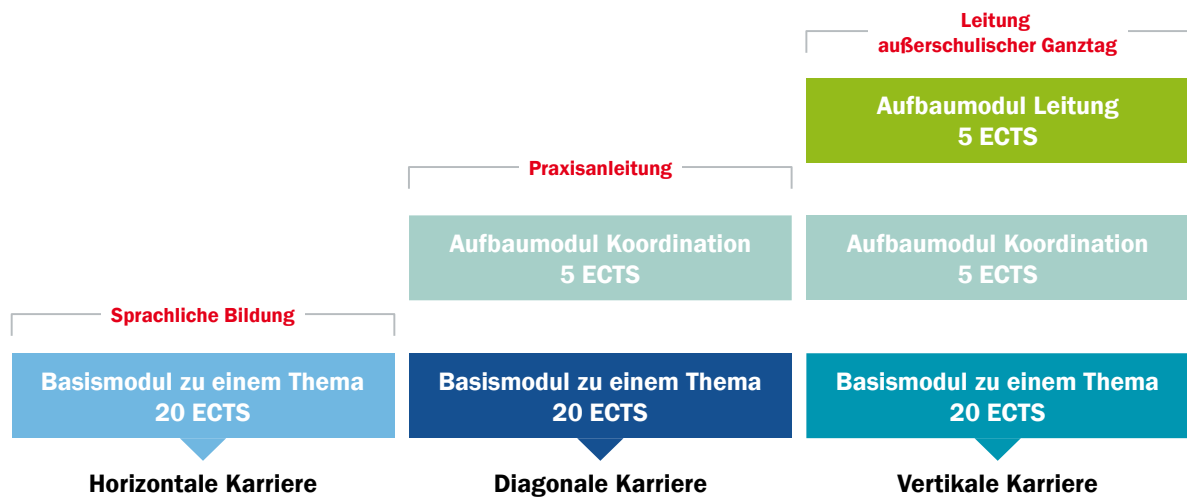 Leitung
außerschulischer Ganztag
Aufbaumodul Leitung
5 ECTS
Praxisanleitung
Aufbaumodul Koordination
5 ECTS
Aufbaumodul Koordination
5 ECTS
Sprachliche Bildung
Basismodul zu einem Thema
20 ECTS
Basismodul zu einem Thema
20 ECTS
Basismodul zu einem Thema
20 ECTS
Horizontale Karriere
Diagonale Karriere
Vertikale Karriere